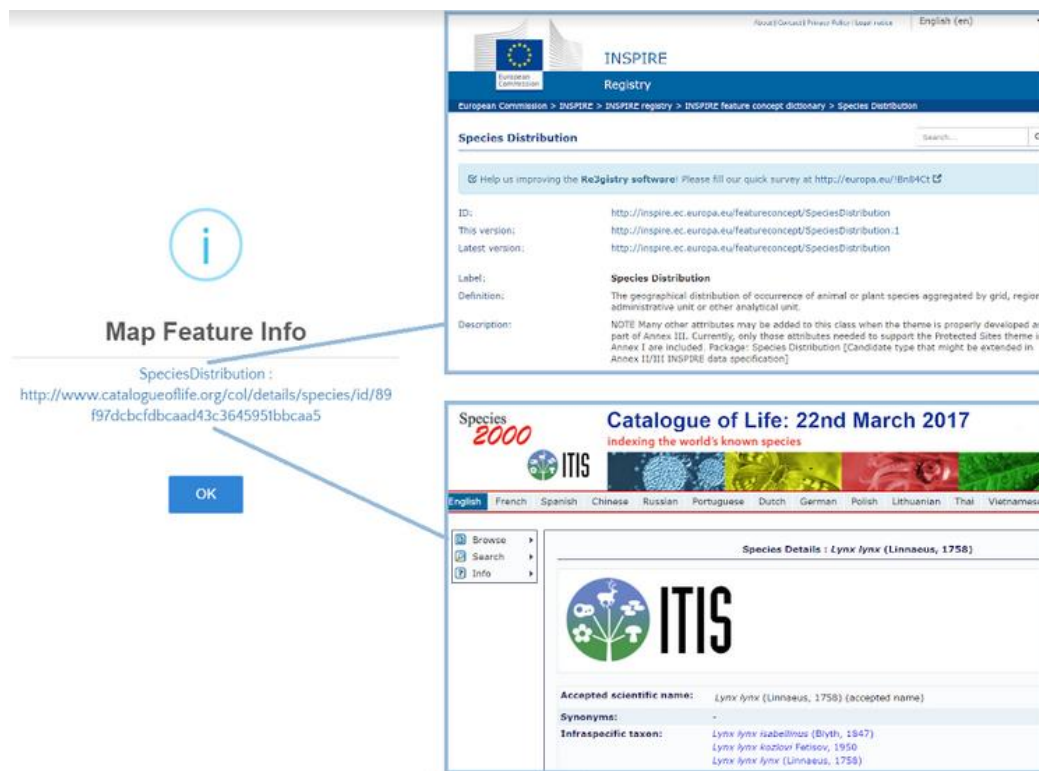 i
Map Feature Info
SpeciesDistribution :
http://www.catalogueoflife.org/col/details/species/id/89
f97dcbcfdbcaad43c3645951bbcaa5
OK
About | Contact | Privacy Policy | Legal notice
English (en)
European
Commission
INSPIRE
Registry
European Commission > INSPIRE > INSPIRE registry > INSPIRE feature concept dictionary > Species Distribution
Species Distribution
Search...
Help us improving the Re3gistry software! Please fill our quick survey at http://europa.eu/!Bn84Ct
ID:
http://inspire.ec.europa.eu/featureconcept/SpeciesDistribution
This version:
http://inspire.ec.europa.eu/featureconcept/SpeciesDistribution:1
Latest version:
http://inspire.ec.europa.eu/featureconcept/SpeciesDistribution
Label:
Species Distribution
Definition:
The geographical distribution of occurrence of animal or plant species aggregated by grid, region
administrative unit or other analytical unit.
Description:
NOTE Many other attributes may be added to this class when the theme is properly developed as
part of Annex III. Currently, only those attributes needed to support the Protected Sites theme i
Annex I are included. Package: Species Distribution [Candidate type that might be extended in
Annex II/III INSPIRE data specification]
Species
2000
ITIS
Catalogue of Life: 22nd March 2017
indexing the world's known species
English French Spanish Chinese Russian Portuguese Dutch German Polish Lithuanian Thai Vietnamese
Browse
Search
Info
Species Details : Lynx lynx (Linnaeus, 1758)
ITIS
Accepted scientific name:
Lynx lynx (Linnaeus, 1758) (accepted name)
Synonyms:
-
Infraspecific taxon:
Lynx lynx isabellinus (Blyth, 1847)
Lynx lynx kozlovi Fetisov, 1950
Lynx lynx lynx (Linnaeus, 1758)